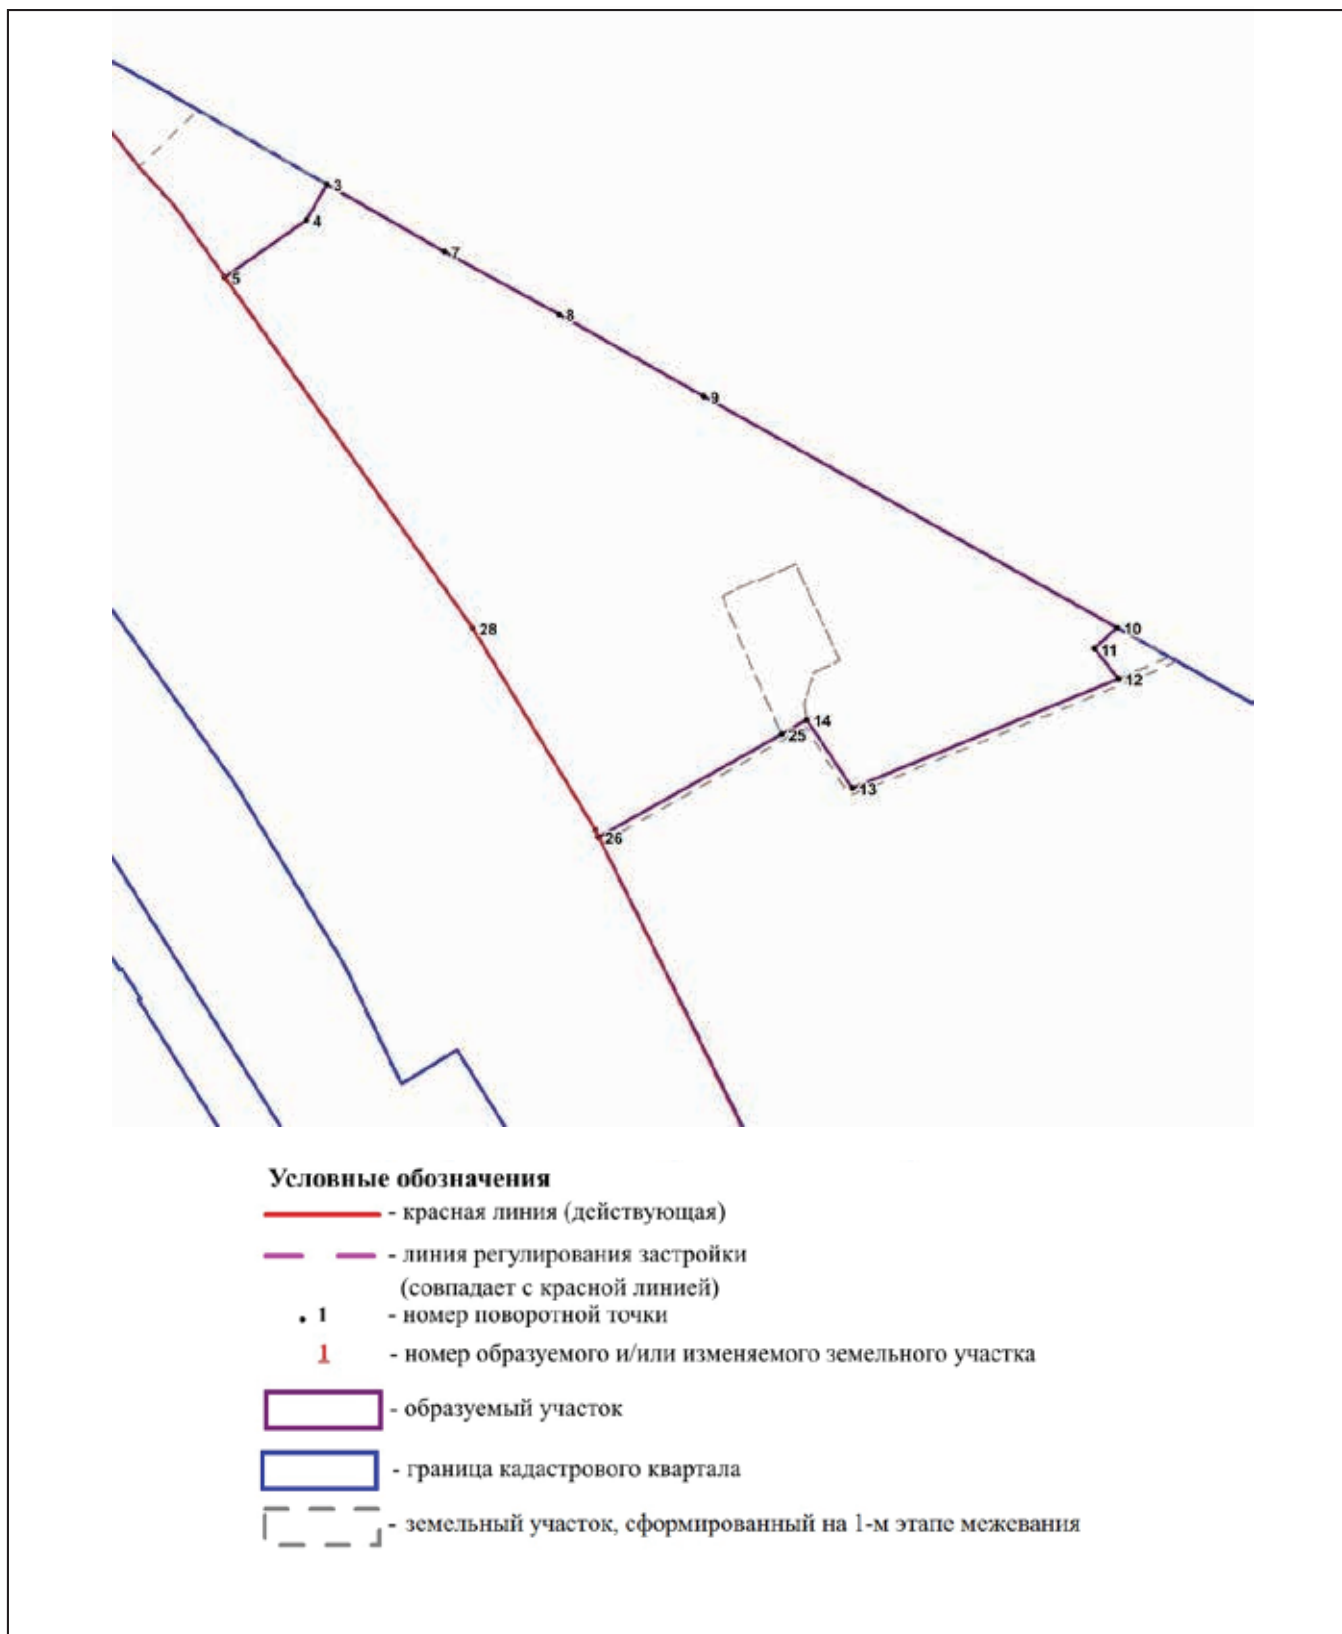 3
4
7
5
8
9
28
10
11
12
14
25
13
26
Условные обозначения
- красная линия (действующая)
- линия регулирования застройки
(совпадает с красной линией)
1 - номер поворотной точки
1 - номер образуемого и/или изменяемого земельного участка
- образуемый участок
- граница кадастрового квартала
- земельный участок, сформированный на 1-м этапе межевания